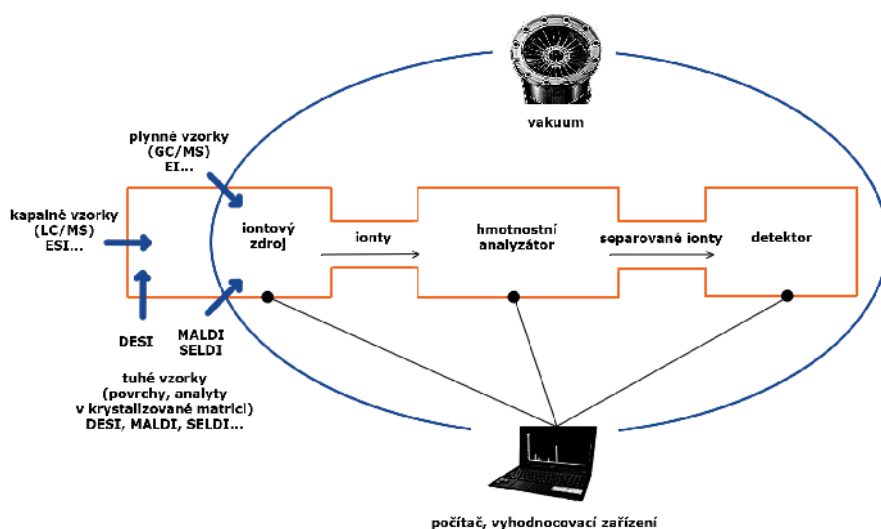 vakuum
plynné vzorky
(GC/MS)
EI...
kapalné vzorky
(LC/MS)
ESI...
iontový
zdroj
ionty
hmotnostní
analyzátor
separované ionty
detektor
DESI
MALDI
SELDI
tuhé vzorky
(povrchy, analyty
v krystalizované matrici)
DESI, MALDI, SELDI...
počítač, vyhodnocovací zařízení